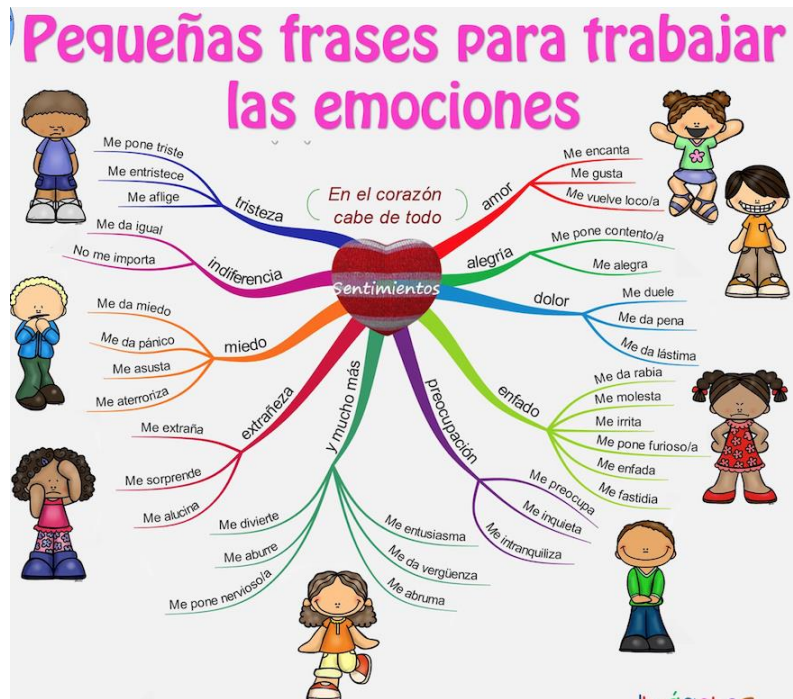 Pequeñas frases para trabajar
las emociones
En el corazón
cabe de todo
Sentimientos
amor
Me encanta
Me gusta
Me vuelve loco/a
alegría
Me pone contento/a
Me alegra
dolor
Me duele
Me da pena
Me da lástima
enfado
Me da rabia
Me molesta
Me irrita
Me pone furioso/a
Me enfada
Me fastidia
preocupación
Me preocupa
Me inquieta
Me intranquiliza
y mucho más
Me entusiasma
Me da vergüenza
Me abruma
Me divierte
Me aburre
Me pone nervioso/a
extrañeza
Me extraña
Me sorprende
Me alucina
miedo
Me da miedo
Me da pánico
Me asusta
Me aterroriza
indiferencia
Me da igual
No me importa
tristeza
Me pone triste
Me entristece
Me aflige